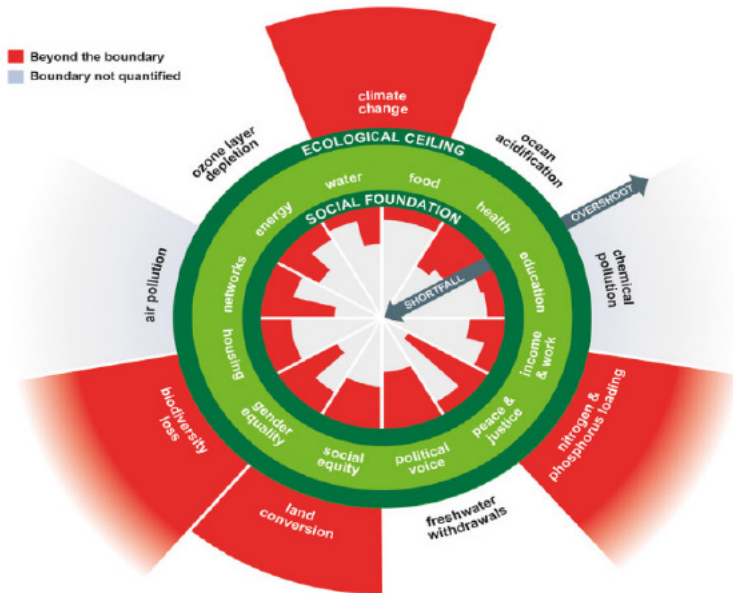 Beyond the boundary
Boundary not quantified
climate
change
ozone layer
depletion
ocean
acidification
ECOLOGICAL CEILING
OVERSHOOT
water
food
energy
health
SOCIAL FOUNDATION
air pollution
networks
SHORTFALL
education
chemical
pollution
housing
income
& work
biodiversity
loss
gender
equality
social
equity
political
voice
peace &
justice
nitrogen &
phosphorus loading
land
conversion
freshwater
withdrawals